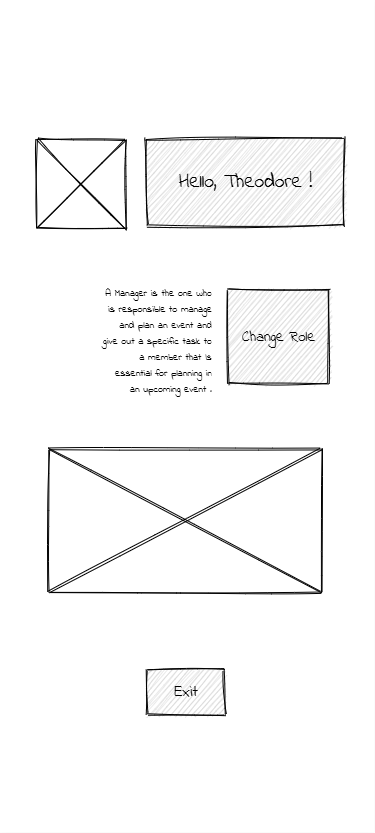 Hello, Theodore !
A Manager is the one who
is responsible to manage
and plan an event and
give out a specific task to
a member that is
essential for planning in
an upcoming event .
Change Role
Exit